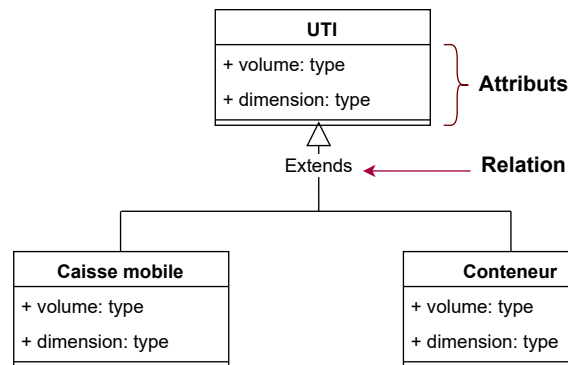 UTI
+ volume: type
+ dimension: type
Attributs
Extends
Relation
Caisse mobile
+ volume: type
+ dimension: type
Conteneur
+ volume: type
+ dimension: type